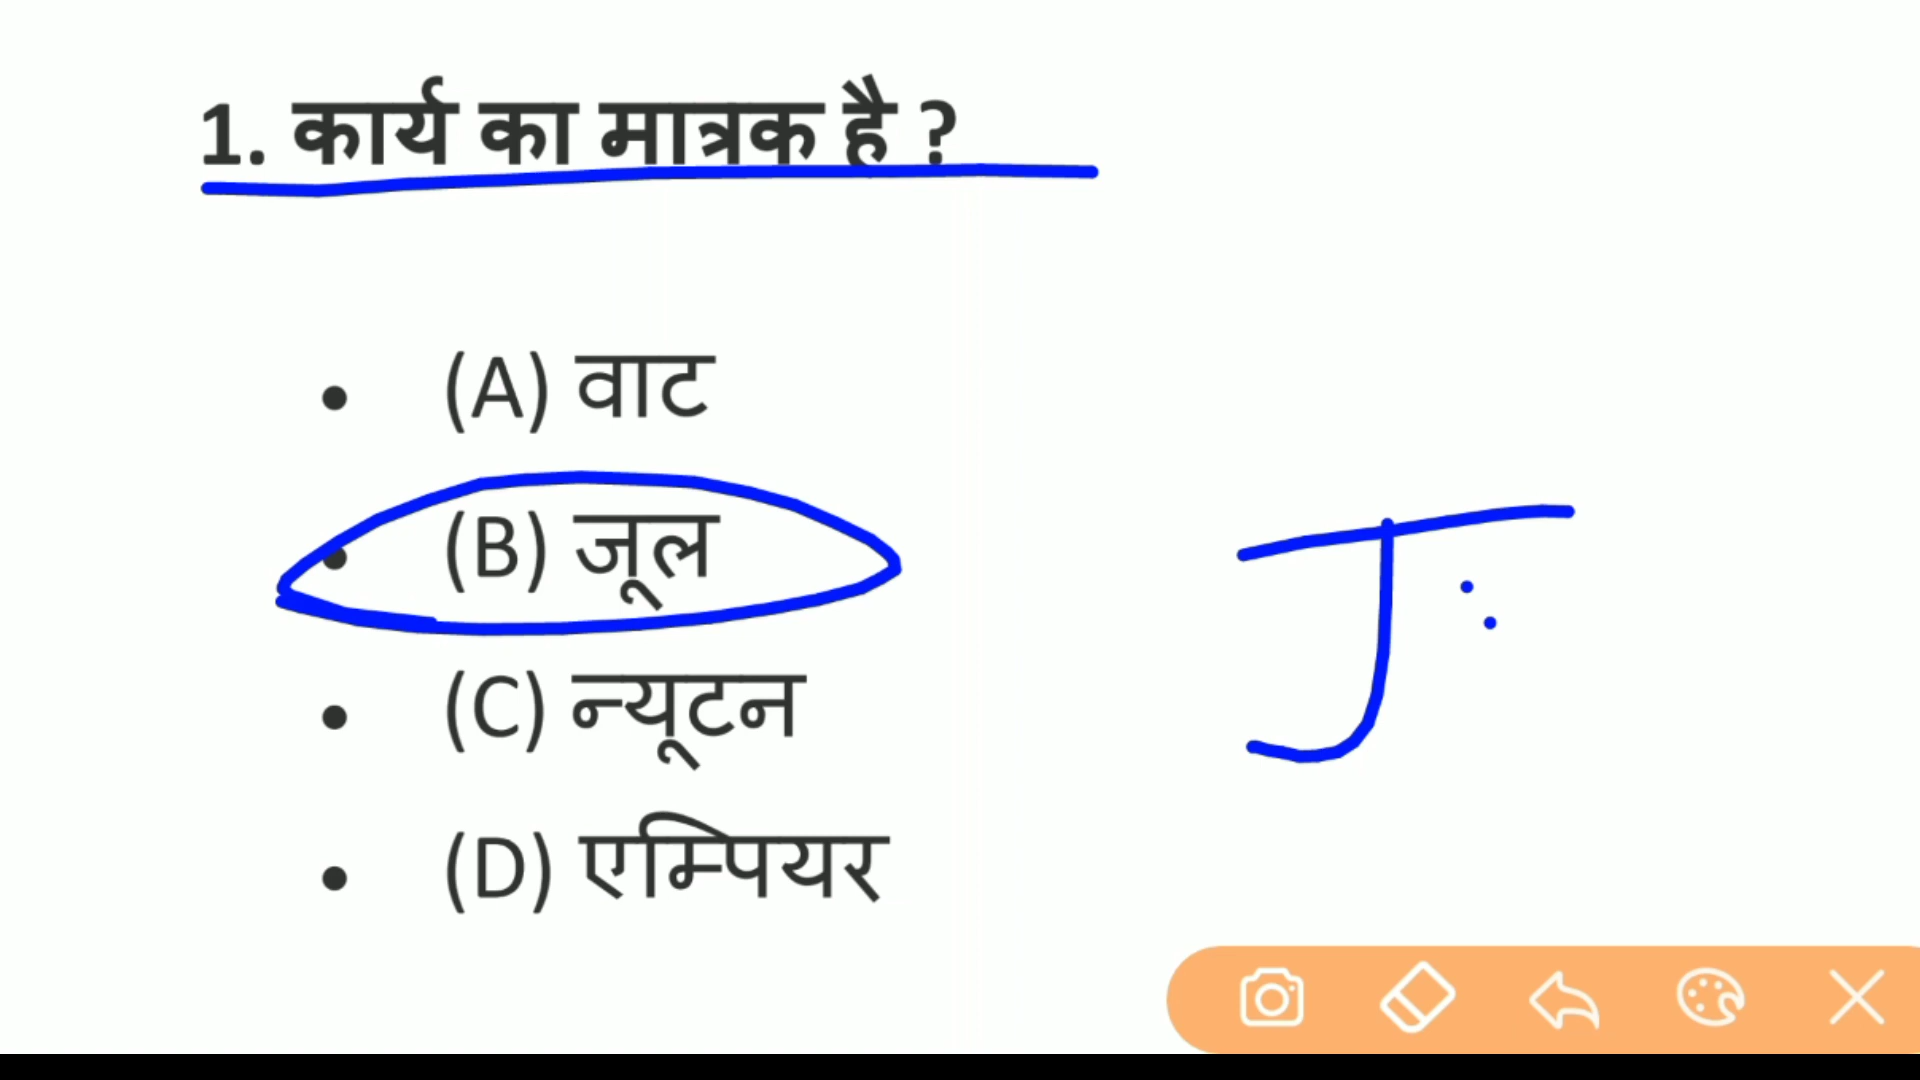 1. कार्य का मात्रक है ?
• (A) वाट
• (B) जूल
J
• (C) न्यूटन
• (D) एम्पियर